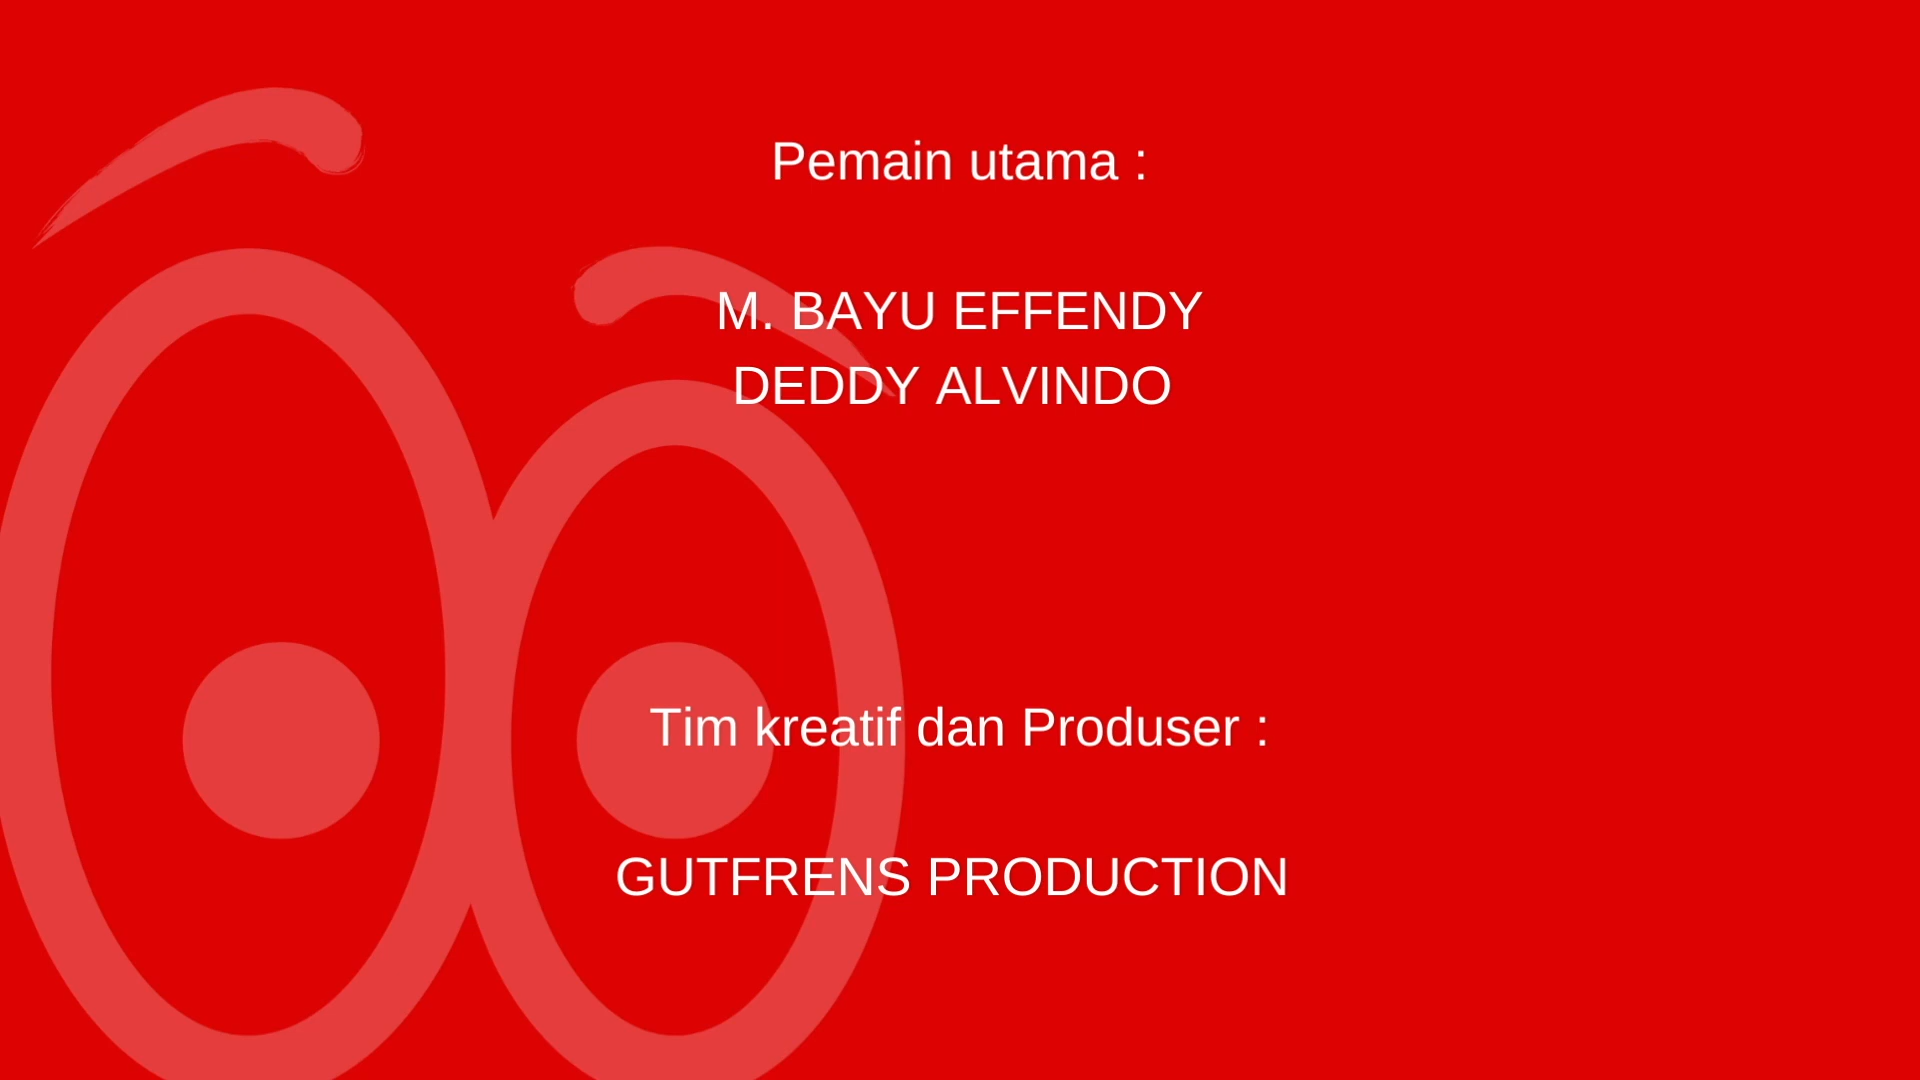 Pemain utama :
M. BAYU EFFENDY
DEDDY ALVINDO
Tim kreatif dan Produser :
GUTFRENS PRODUCTION